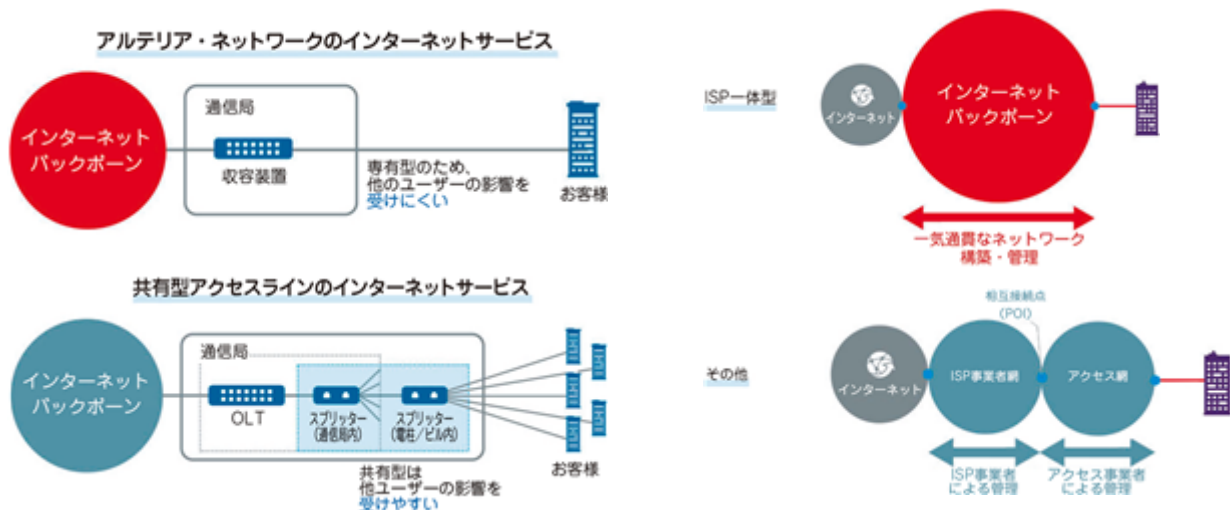 アルテリア・ネットワークのインターネットサービス
インターネット
バックボーン
通信局
収容装置
専有型のため、
他のユーザーの影響を
受けにくい
お客様
共有型アクセスラインのインターネットサービス
インターネット
バックボーン
通信局
OLT
スプリッター
(通信局内)
スプリッター
(電柱/ビル内)
お客様
共有型は
他ユーザーの影響を
受けやすい
ISP一体型
インターネット
インターネット
バックボーン
一気通貫なネットワーク
構築・管理
その他
インターネット
相互接続点
(POI)
ISP事業者網
アクセス網
ISP事業者
による管理
アクセス事業者
による管理